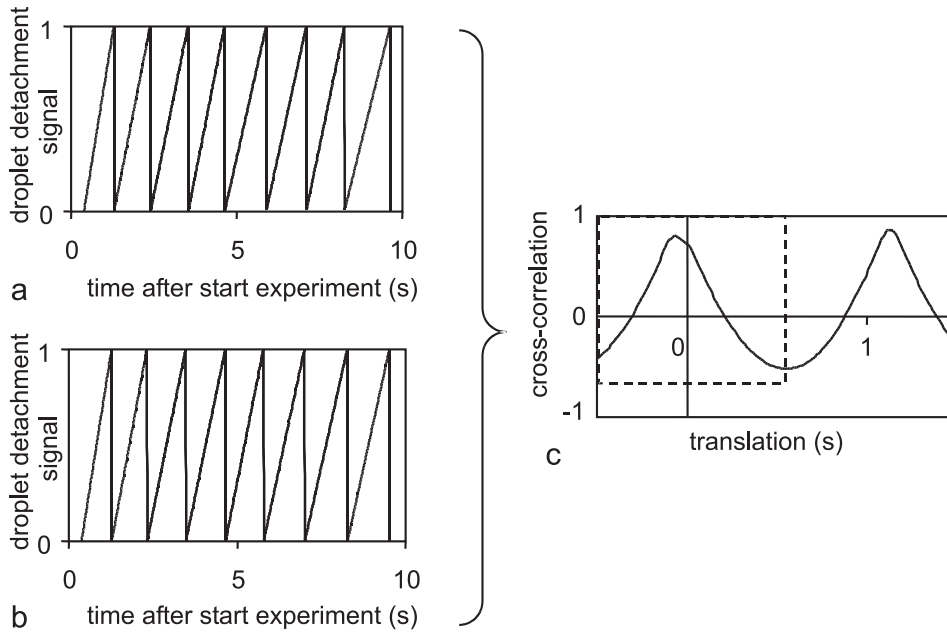 1
droplet detachment
signal
0
0 5 10
time after start experiment (s)
a
1
droplet detachment
signal
0
0 5 10
time after start experiment (s)
b
1
cross-correlation
0
0 1
-1
translation (s)
c